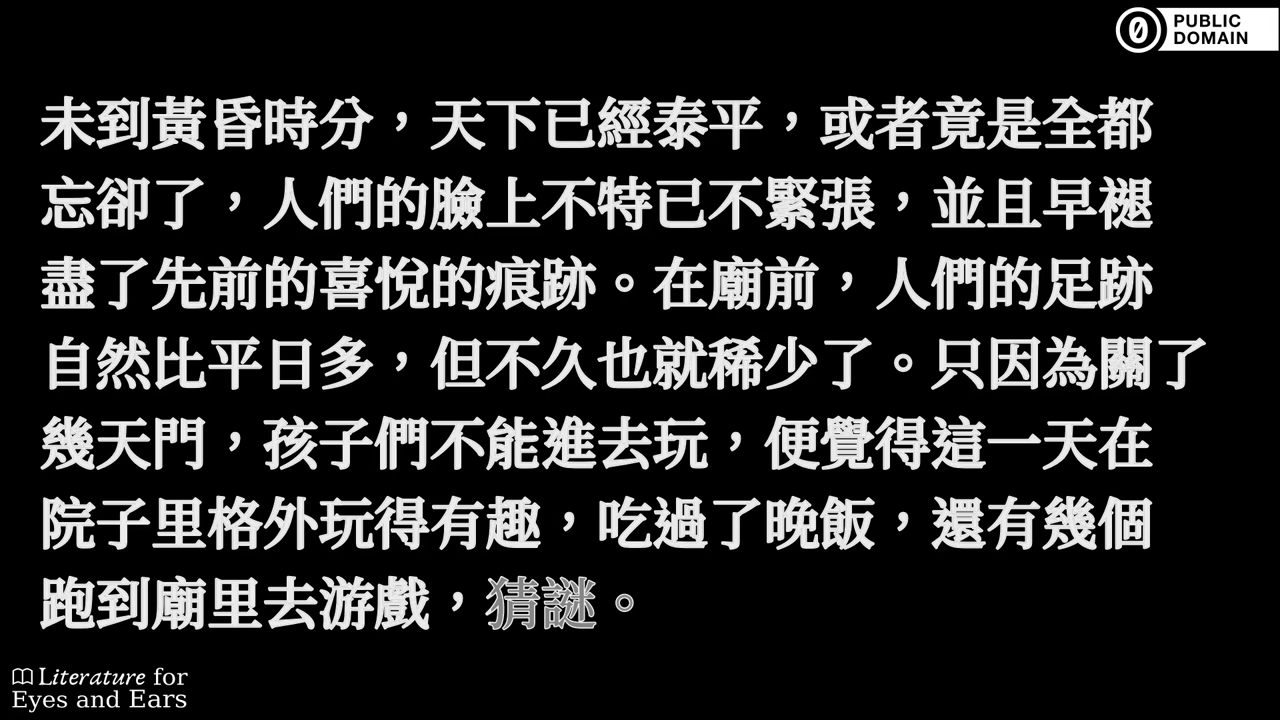 PUBLIC
DOMAIN
未到黃昏時分，天下已經泰平，或者竟是全都
忘卻了，人們的臉上不特已不緊張，並且早褪
盡了先前的喜悅的痕跡。在廟前，人們的足跡
自然比平日多，但不久也就稀少了。只因為關了
幾天門，孩子們不能進去玩，便覺得這一天在
院子里格外玩得有趣，吃過了晚飯，還有幾個
跑到廟里去游戲，猜謎。
Literature for
Eyes and Ears